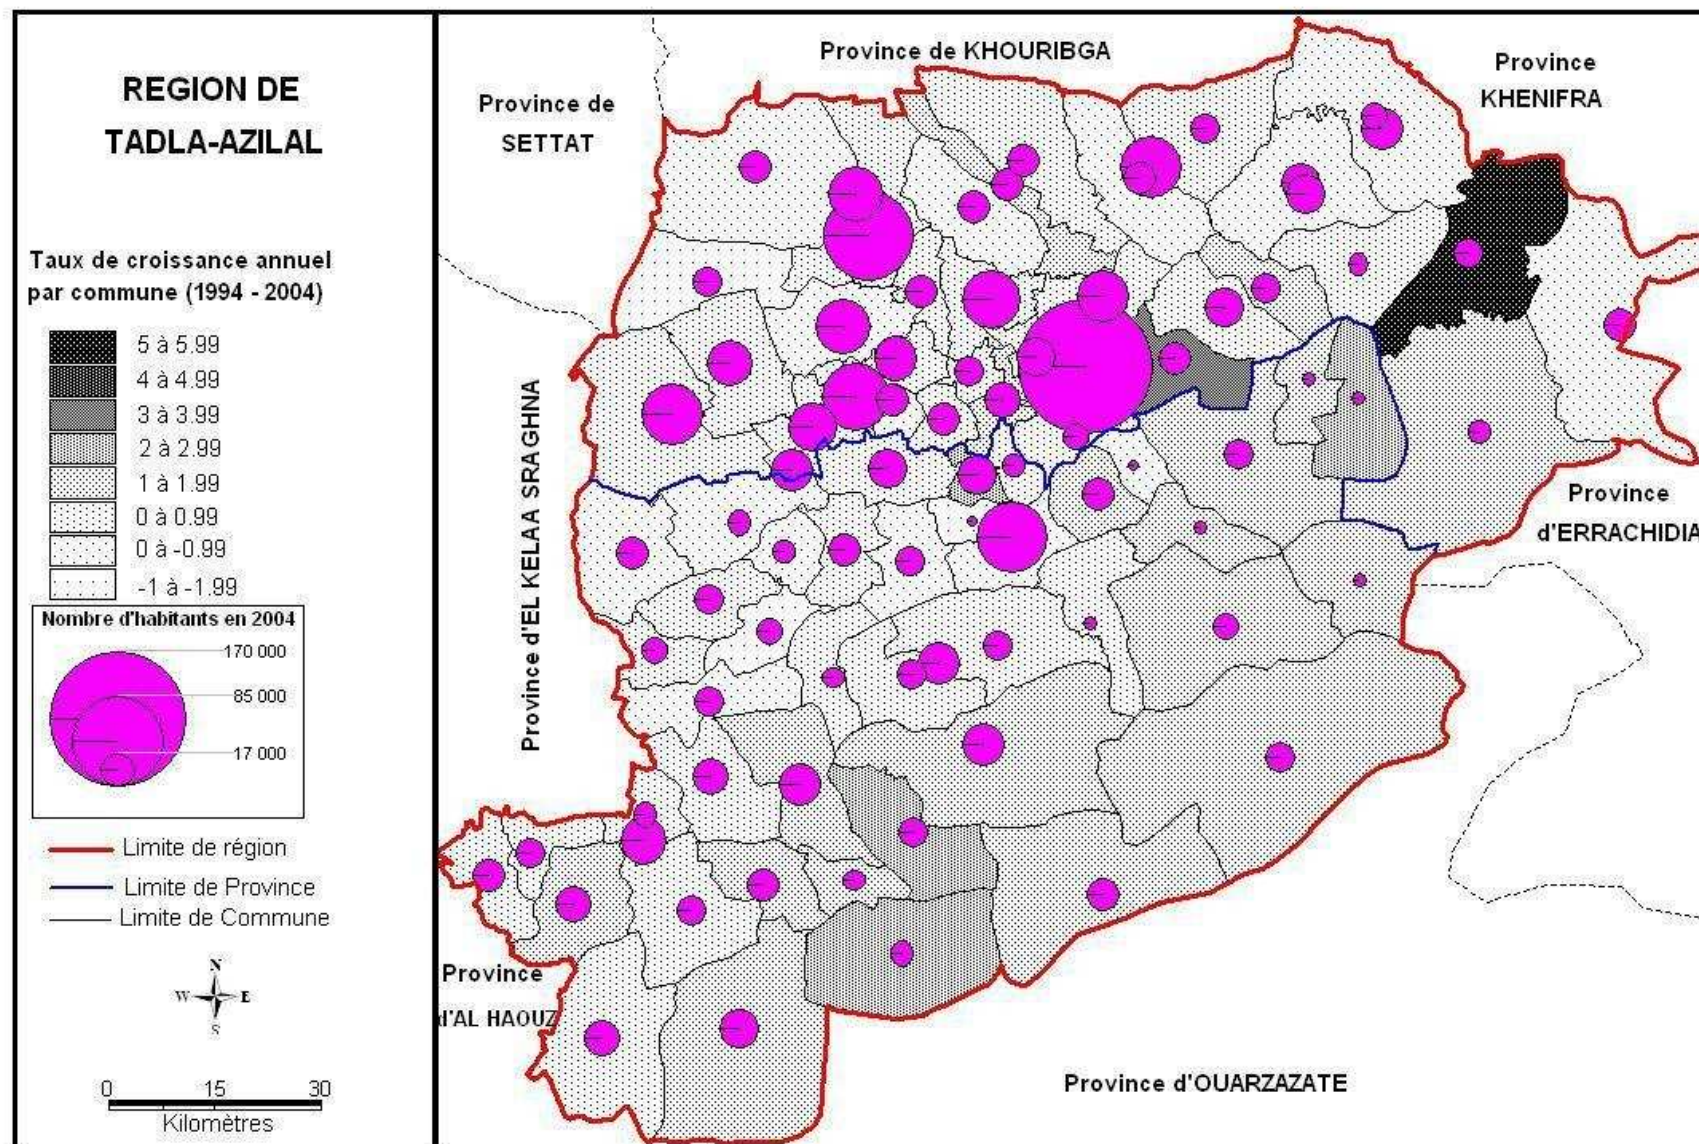 REGION DE
TADLA-AZILAL
Taux de croissance annuel
par commune (1994 - 2004)
5 à 5.99
4 à 4.99
3 à 3.99
2 à 2.99
1 à 1.99
0 à 0.99
0 à -0.99
-1 à -1.99
Nombre d'habitants en 2004
170 000
85 000
17 000
Limite de région
Limite de Province
Limite de Commune
N
W E
S
0 15 30
Kilomètres
Province de KHOURIBGA
Province de
SETTAT
Province
KHENIFRA
Province d'EL KELAA SRAGHNA
Province
d'ERRACHIDIA
Province
d'AL HAOUZ
Province d'OUARZAZATE